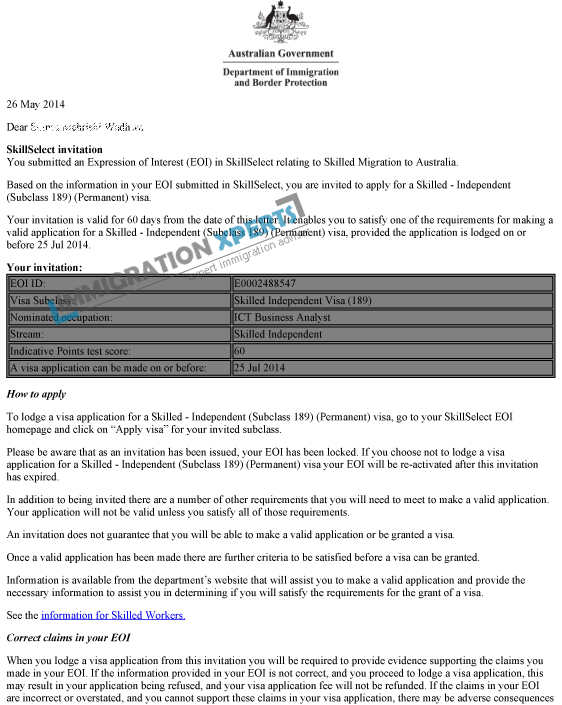 Australian Government
Department of Immigration
and Border Protection
26 May 2014
Dear
SkillSelect invitation
You submitted an Expression of Interest (EOI) in SkillSelect relating to Skilled Migration to Australia.
Based on the information in your EOI submitted in SkillSelect, you are invited to apply for a Skilled - Independent
(Subclass 189) (Permanent) visa.
Your invitation is valid for 60 days from the date of this letter. It enables you to satisfy one of the requirements for making a
valid application for a Skilled - Independent (Subclass 189) (Permanent) visa, provided the application is lodged on or
before 25 Jul 2014.
IMMIGRATION XPERTS
expert immigration advisor
Your invitation:
EOI ID: E0002488547
Visa Subclass: Skilled Independent Visa (189)
Nominated occupation: ICT Business Analyst
Stream: Skilled Independent
Indicative Points test score: 60
A visa application can be made on or before: 25 Jul 2014
How to apply
To lodge a visa application for a Skilled - Independent (Subclass 189) (Permanent) visa, go to your SkillSelect EOI
homepage and click on “Apply visa” for your invited subclass.
Please be aware that as an invitation has been issued, your EOI has been locked. If you choose not to lodge a visa
application for a Skilled - Independent (Subclass 189) (Permanent) visa your EOI will be re-activated after this invitation
has expired.
In addition to being invited there are a number of other requirements that you will need to meet to make a valid application.
Your application will not be valid unless you satisfy all of those requirements.
An invitation does not guarantee that you will be able to make a valid application or be granted a visa.
Once a valid application has been made there are further criteria to be satisfied before a visa can be granted.
Information is available from the department’s website that will assist you to make a valid application and provide the
necessary information to assist you in determining if you will satisfy the requirements for the grant of a visa.
See the information for Skilled Workers.
Correct claims in your EOI
When you lodge a visa application from this invitation you will be required to provide evidence supporting the claims you
made in your EOI. If the information provided in your EOI is not correct, and you proceed to lodge a visa application, this
may result in your application being refused, and your visa application fee will not be refunded. If the claims in your EOI
are incorrect or overstated, and you cannot support these claims in your visa application, there may be adverse consequences